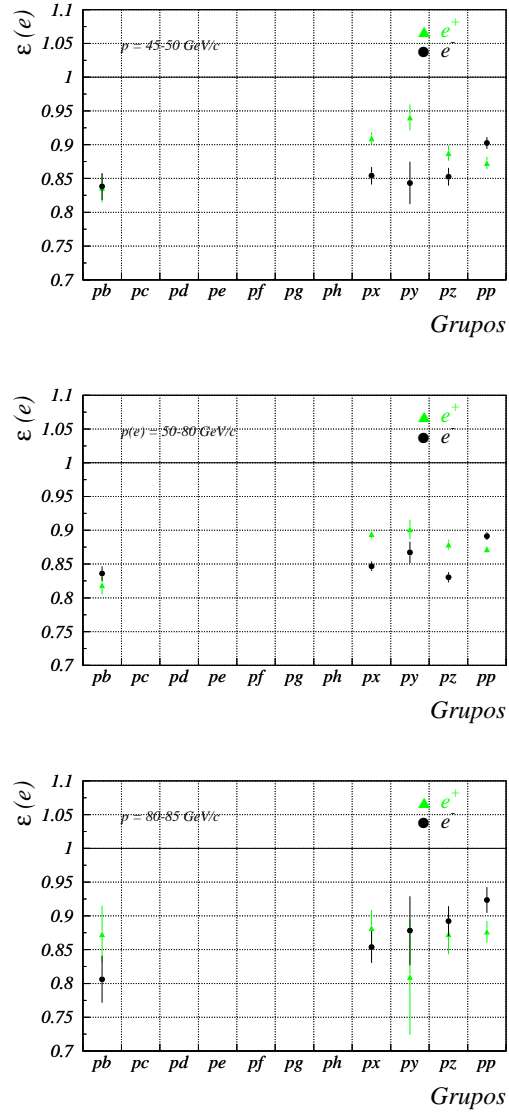 ε (e)
1.1
1.05
1
0.95
0.9
0.85
0.8
0.75
0.7
p = 45-50 GeV/c
e+
e-
pb pc pd pe pf pg ph px py pz pp
Grupos
ε (e)
1.1
1.05
1
0.95
0.9
0.85
0.8
0.75
0.7
p(e) = 50-80 GeV/c
e+
e-
pb pc pd pe pf pg ph px py pz pp
Grupos
ε (e)
1.1
1.05
1
0.95
0.9
0.85
0.8
0.75
0.7
p = 80-85 GeV/c
e+
e-
pb pc pd pe pf pg ph px py pz pp
Grupos